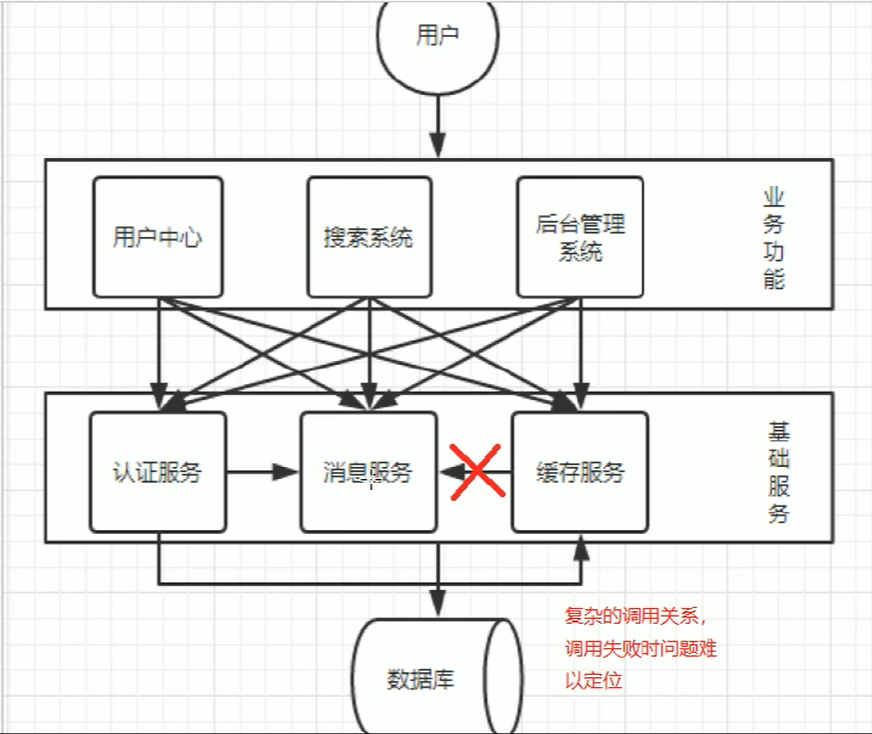 用户
用户中心
搜索系统
后台管理
系统
业务功能
认证服务
消息服务
缓存服务
基础服务
数据库
复杂的调用关系，
调用失败时问题难
以定位